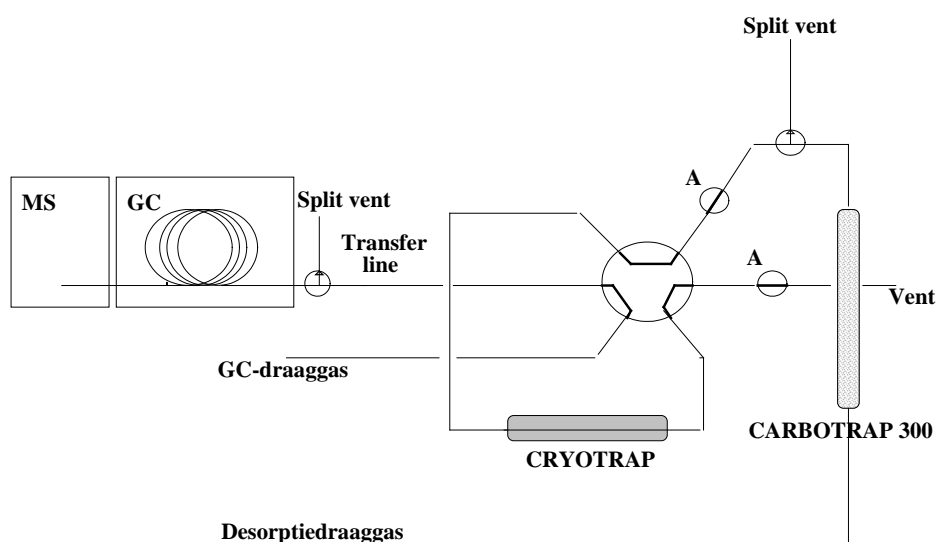 Split vent
A
MS
GC
Split vent
Transfer
line
A
Vent
GC-draaggas
CARBOTRAP 300
CRYOTRAP
Desorptiedraaggas